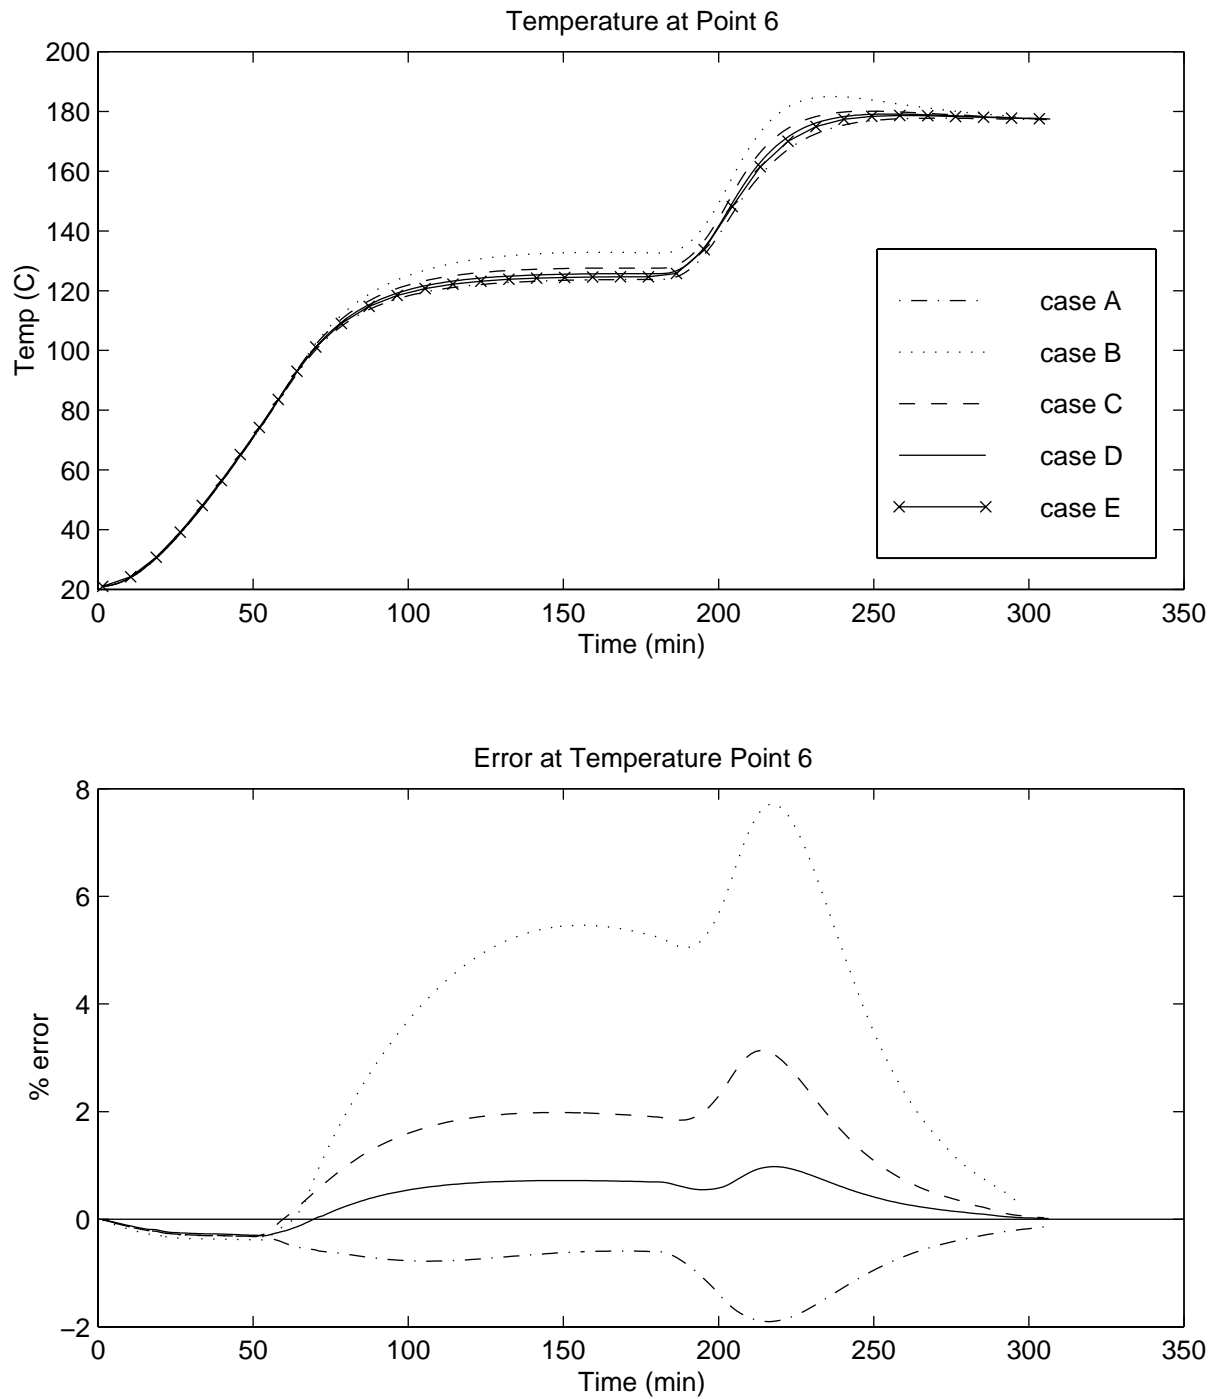 Temperature at Point 6
200
180
160
140
120
100
80
60
40
20
Temp (C)
0 50 100 150 200 250 300 350
Time (min)
case A
case B
case C
case D
case E
Error at Temperature Point 6
8
6
4
2
0
–2
% error
0 50 100 150 200 250 300 350
Time (min)